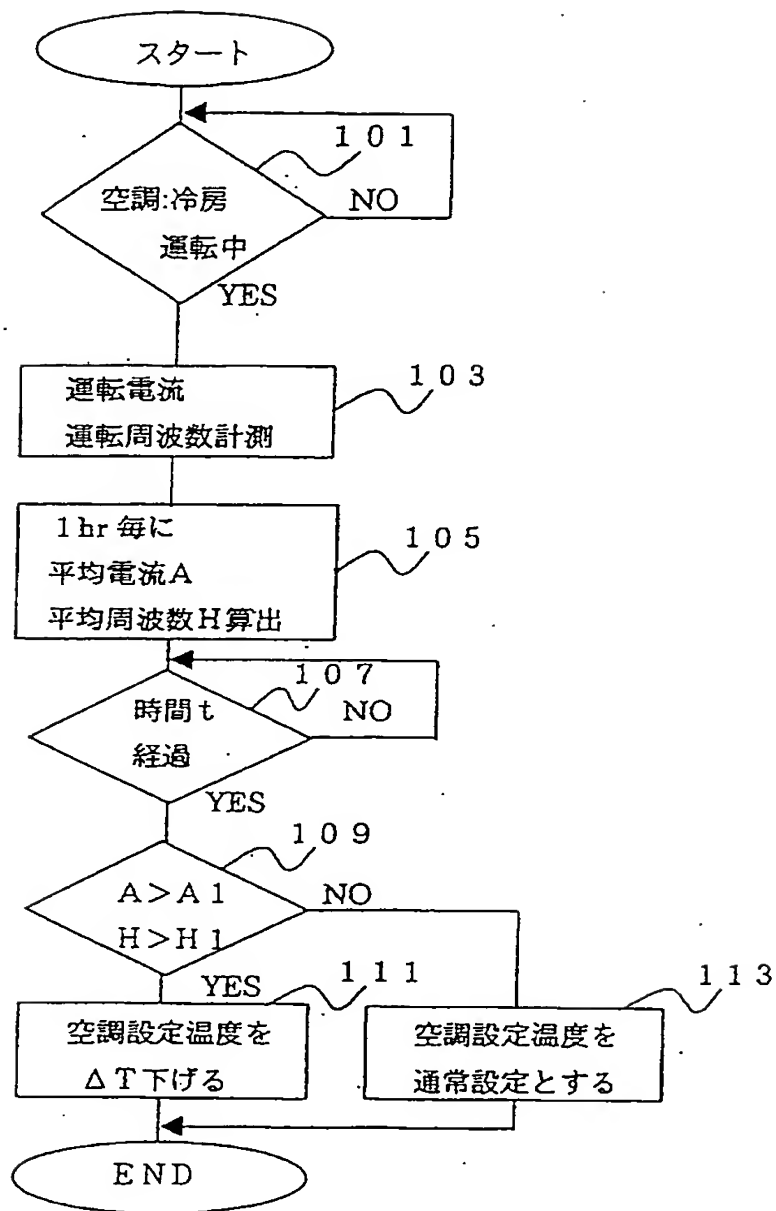 スタート
101
空調:冷房
運転中
NO
YES
103
運転電流
運転周波数計測
105
1hr毎に
平均電流A
平均周波数H算出
107
時間t
経過
NO
YES
109
A>A1
H>H1
NO
YES
111
空調設定温度を
ΔT下げる
113
空調設定温度を
通常設定とする
END